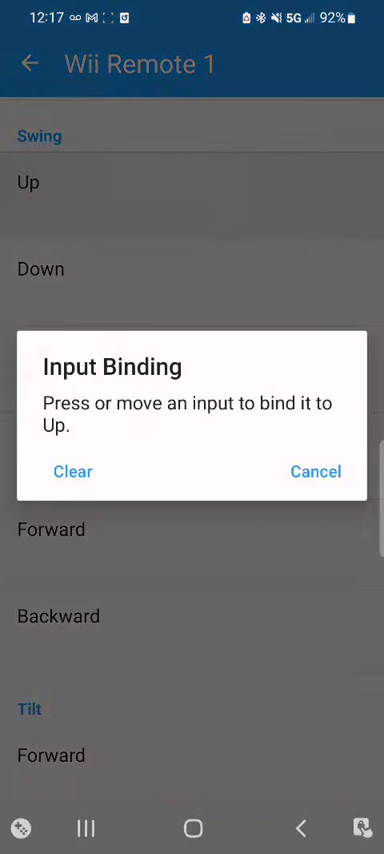 12:17 5G 92%
Wii Remote 1
Swing
Up
Down
Input Binding
Press or move an input to bind it to
Up.
Clear Cancel
Forward
Backward
Tilt
Forward